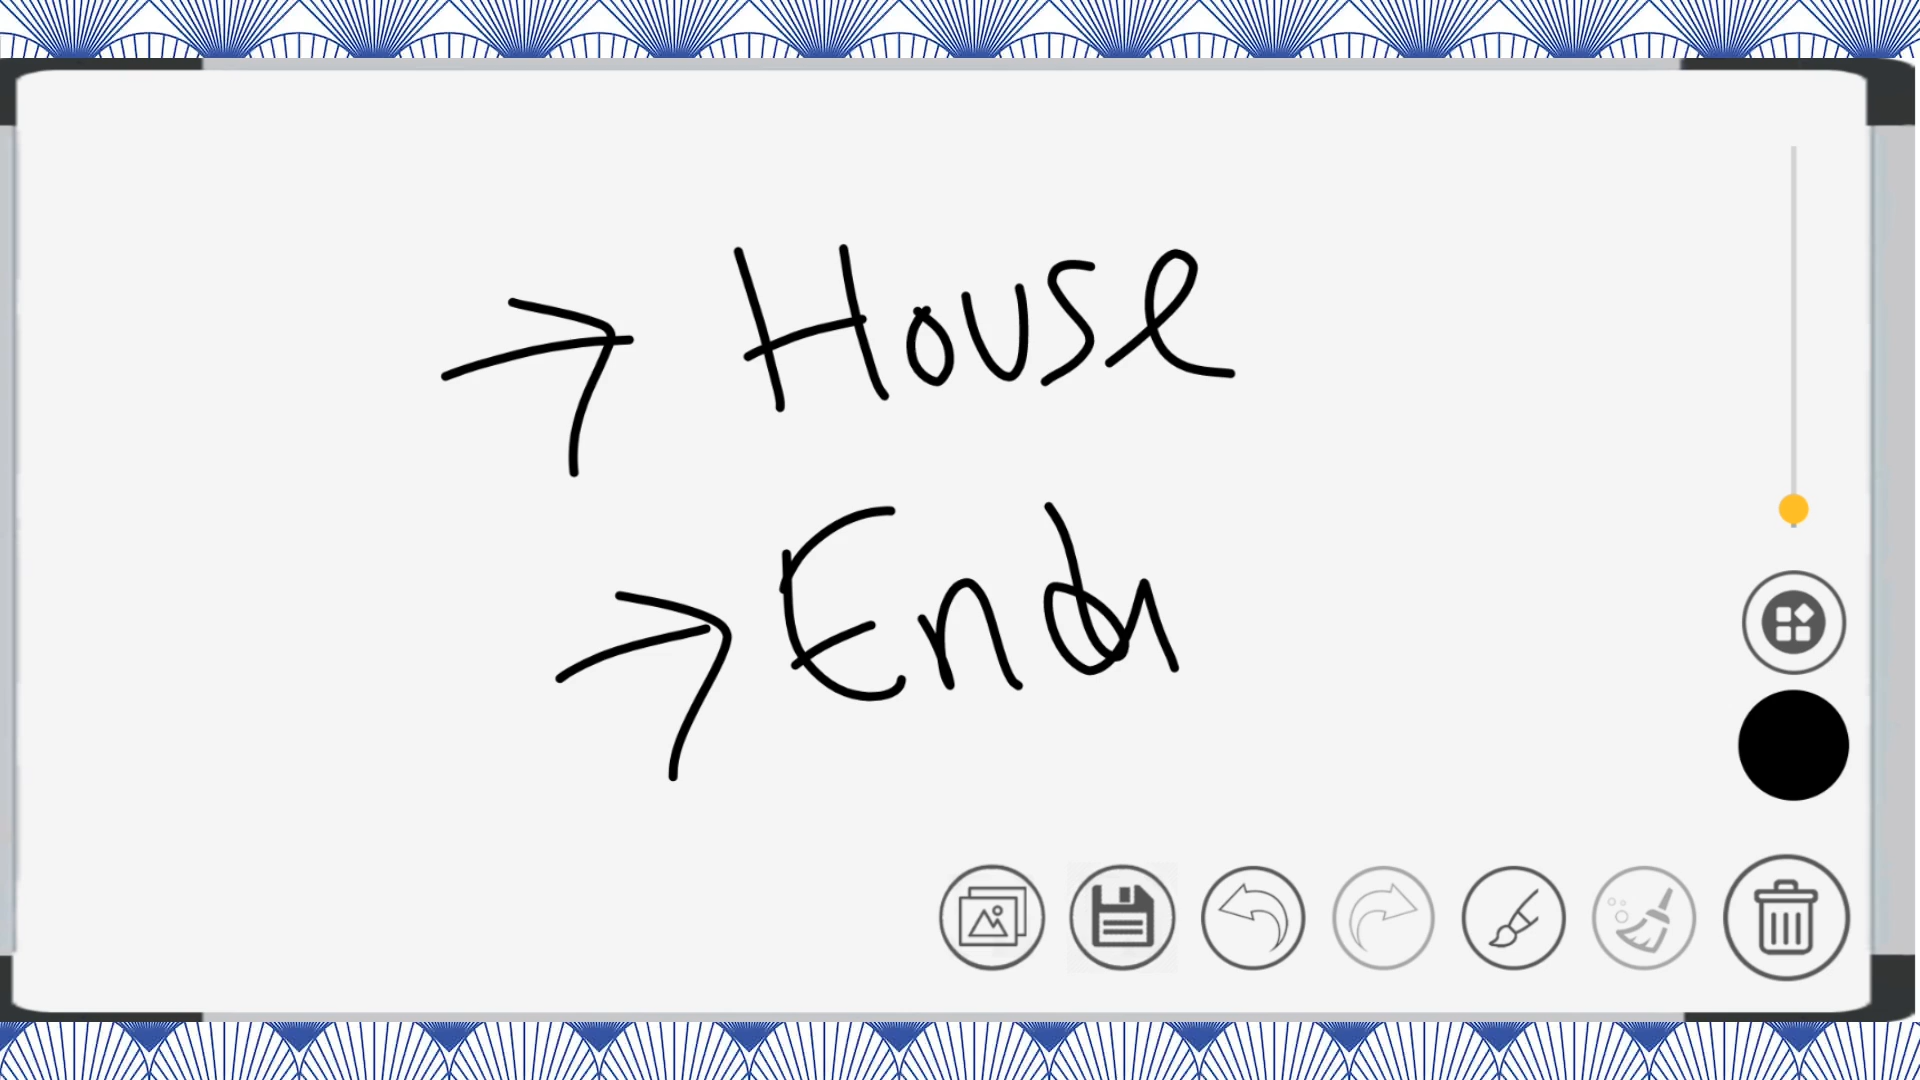 → House
→ End